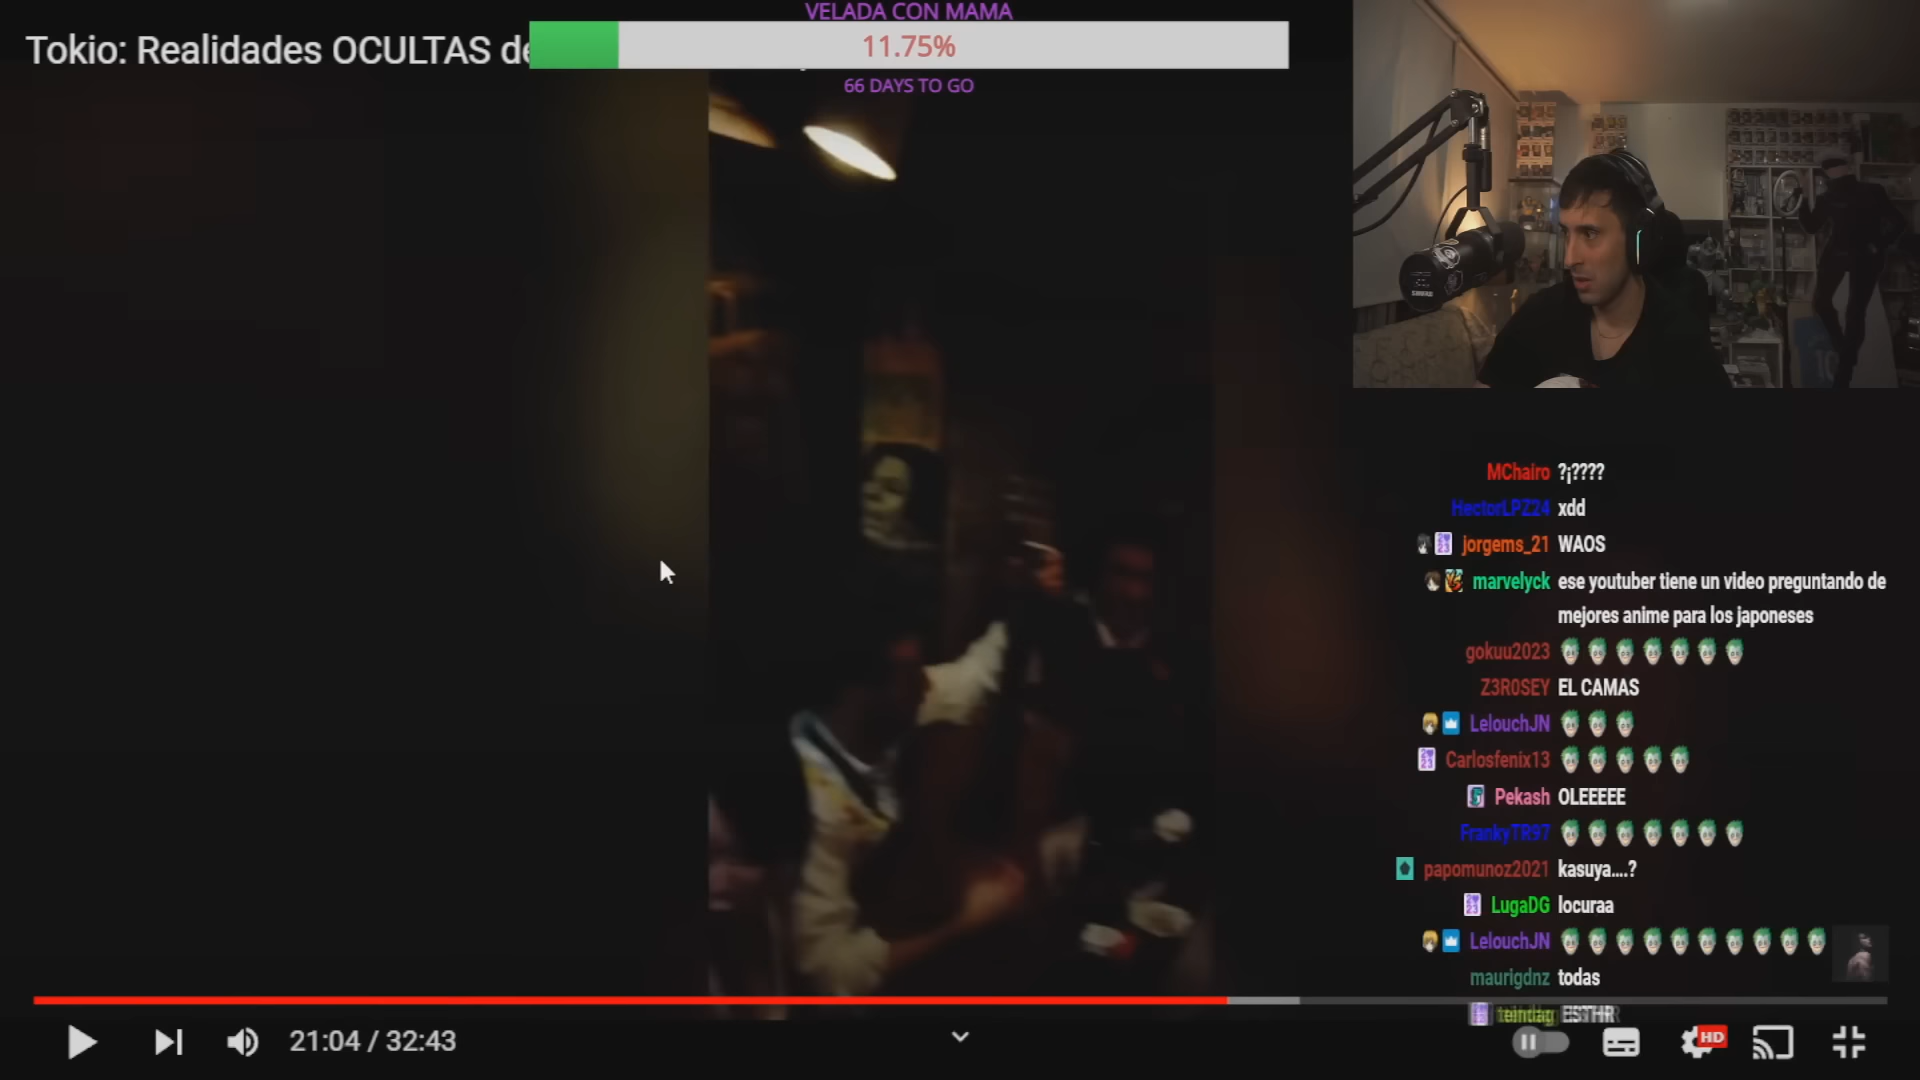 VELADA CON MAMA
Tokio: Realidades OCULTAS de
11.75%
66 DAYS TO GO
MChairo ?¡????
HectorLPZ24 xdd
jorgems_21 WAOS
marvelyck ese youtuber tiene un video preguntando de
mejores anime para los japoneses
gokuu2023
Z3R0SEY EL CAMAS
LelouchJN
Carlosfenix13
Pekash OLEEEEE
FrankyTR97
papomunoz2021 kasuya....?
LugaDG locuraa
LelouchJN
maurigdnz todas
21:04 / 32:43
HD